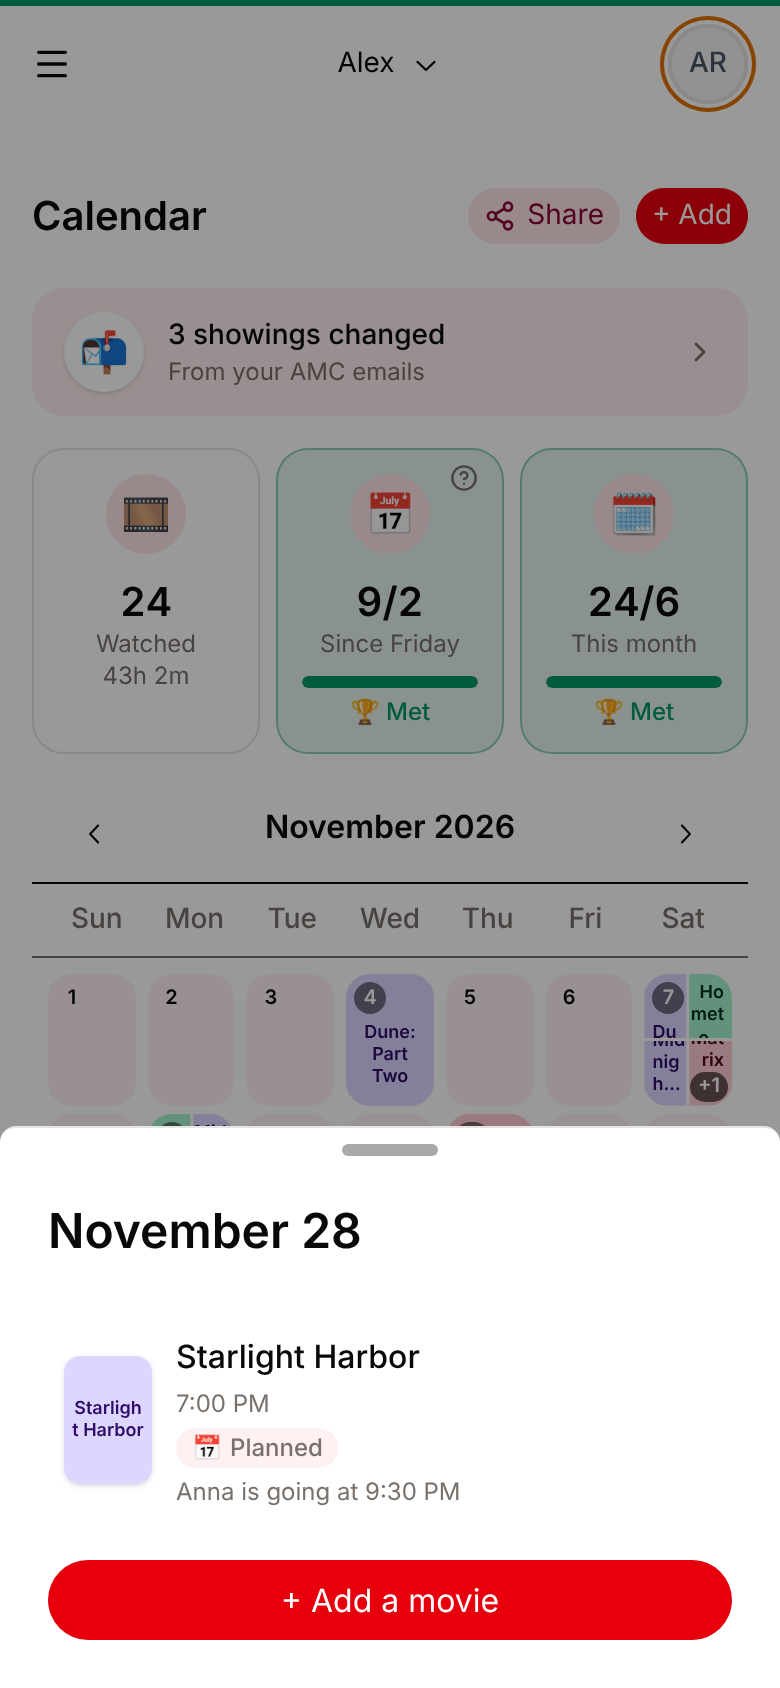 Alex
AR
Calendar
Share
+ Add
3 showings changed
From your AMC emails
24
Watched
43h 2m
July
17
9/2
Since Friday
🏆 Met
24/6
This month
🏆 Met
November 2026
Sun Mon Tue Wed Thu Fri Sat
1 2 3 4 5 6 7
Dune:
Part
Two
Du
Ho
met
nig
h...
rix
+1
November 28
Starligh
t Harbor
Starlight Harbor
7:00 PM
July
17
Planned
Anna is going at 9:30 PM
+ Add a movie